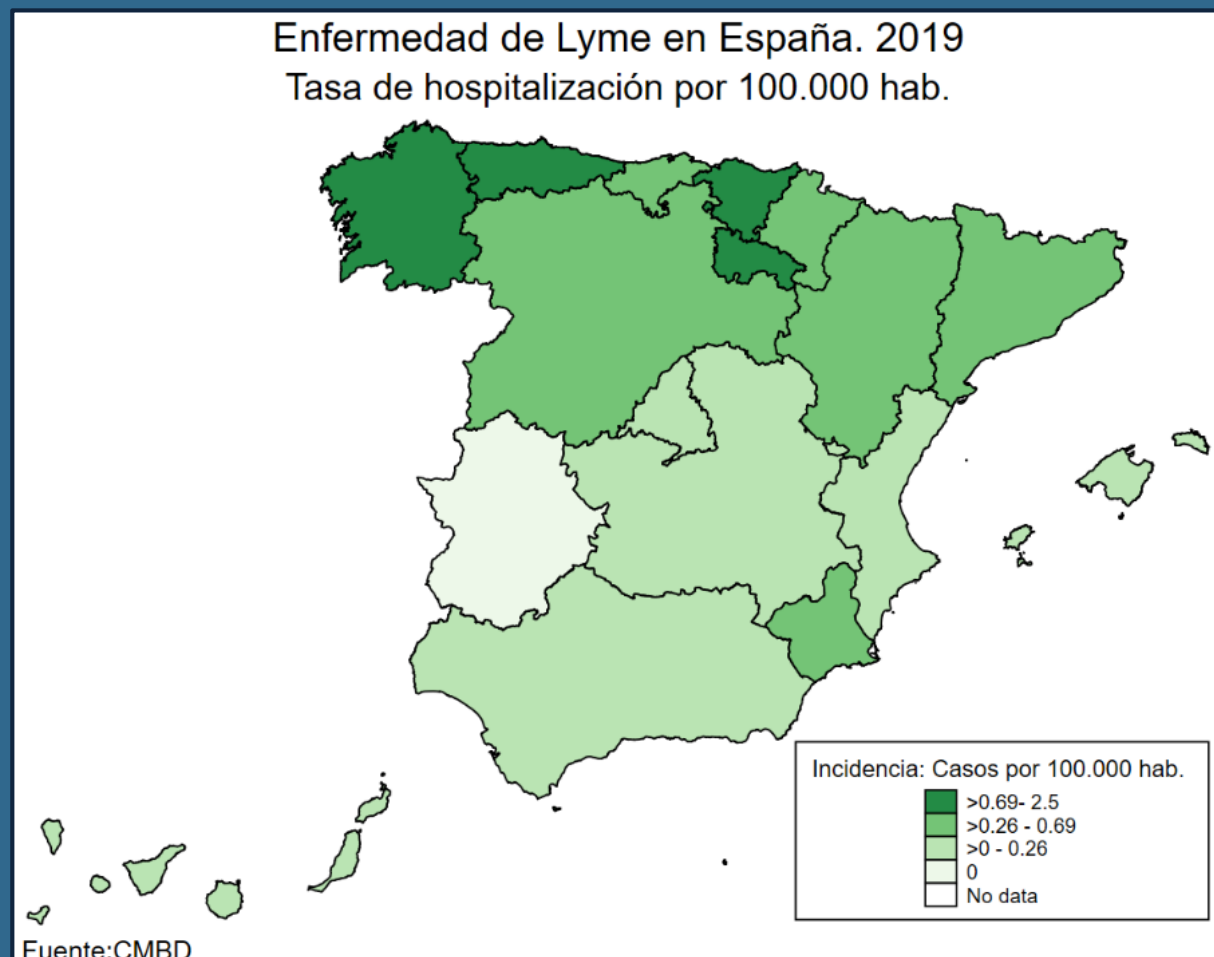 Enfermedad de Lyme en España. 2019
Tasa de hospitalización por 100.000 hab.
Incidencia: Casos por 100.000 hab.
>0.69- 2.5
>0.26 - 0.69
>0 - 0.26
0
No data
Fuente:CMBD